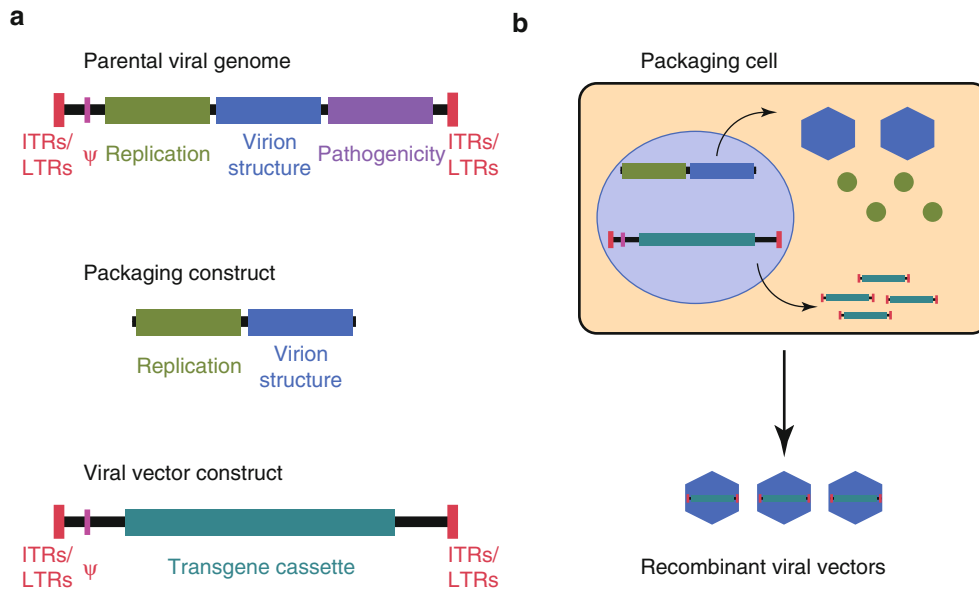 a
Parental viral genome
ITRs/
LTRs
ψ
Replication
Virion
structure
Pathogenicity
ITRs/
LTRs
Packaging construct
Replication
Virion
structure
Viral vector construct
ITRs/
LTRs
ψ
Transgene cassette
ITRs/
LTRs
b
Packaging cell
Recombinant viral vectors